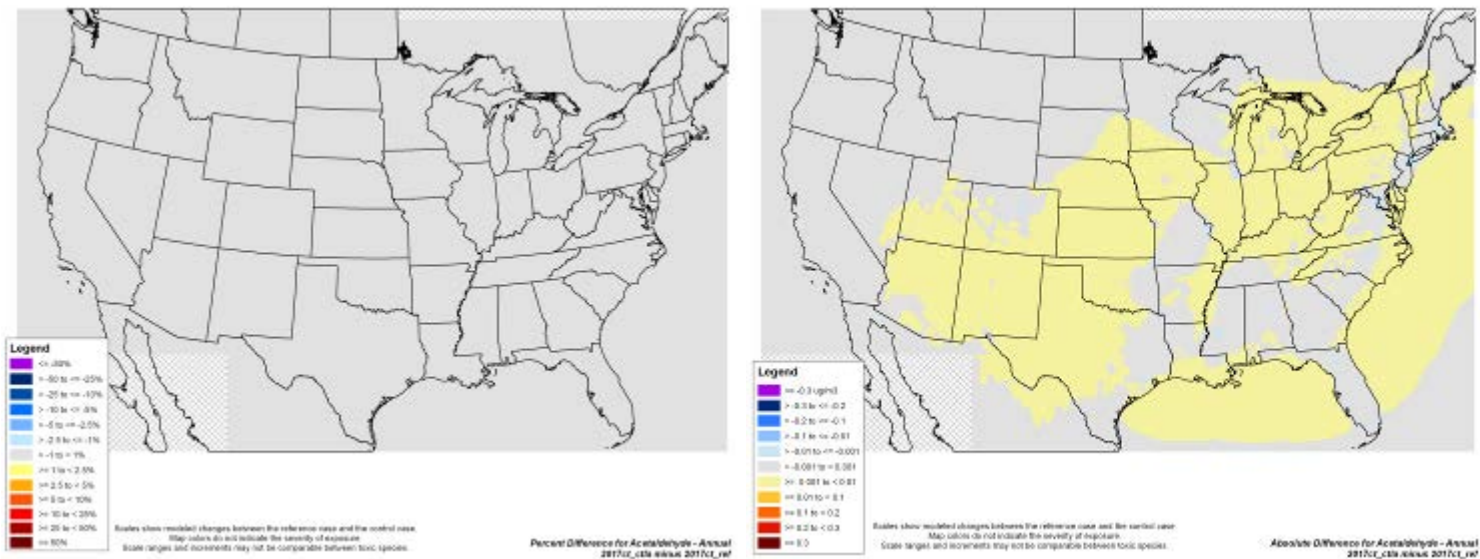 Legend
<= -50%
> -50 to <= -25%
> -25 to <= -10%
> -10 to <= -5%
> -5 to <= -2.5%
> -2.5 to <= -1%
> -1 to < 1%
>= 1 to < 2.5%
>= 2.5 to < 5%
>= 5 to < 10%
>= 10 to < 25%
>= 25 to < 50%
>= 50%
Scales show modeled changes between the reference case and the control case.
Map colors do not indicate the severity of exposure.
Scale ranges and increments may not be comparable between toxic species.
Percent Difference for Acetaldehyde - Annual
2017ct_ctla minus 2017ct_ref
Legend
<= -0.3 ug/m3
> -0.3 to <= -0.2
> -0.2 to <= -0.1
> -0.1 to <= -0.01
> -0.01 to <= -0.001
> -0.001 to < 0.001
>= 0.001 to < 0.01
>= 0.01 to < 0.1
>= 0.1 to < 0.2
>= 0.2 to < 0.3
>= 0.3
Scales show modeled changes between the reference case and the control case
Map colors do not indicate the severity of exposure.
Scale ranges and increments may not be comparable between toxic species.
Absolute Difference for Acetaldehyde - Annual
2017ct_ctla minus 2017ct_ref